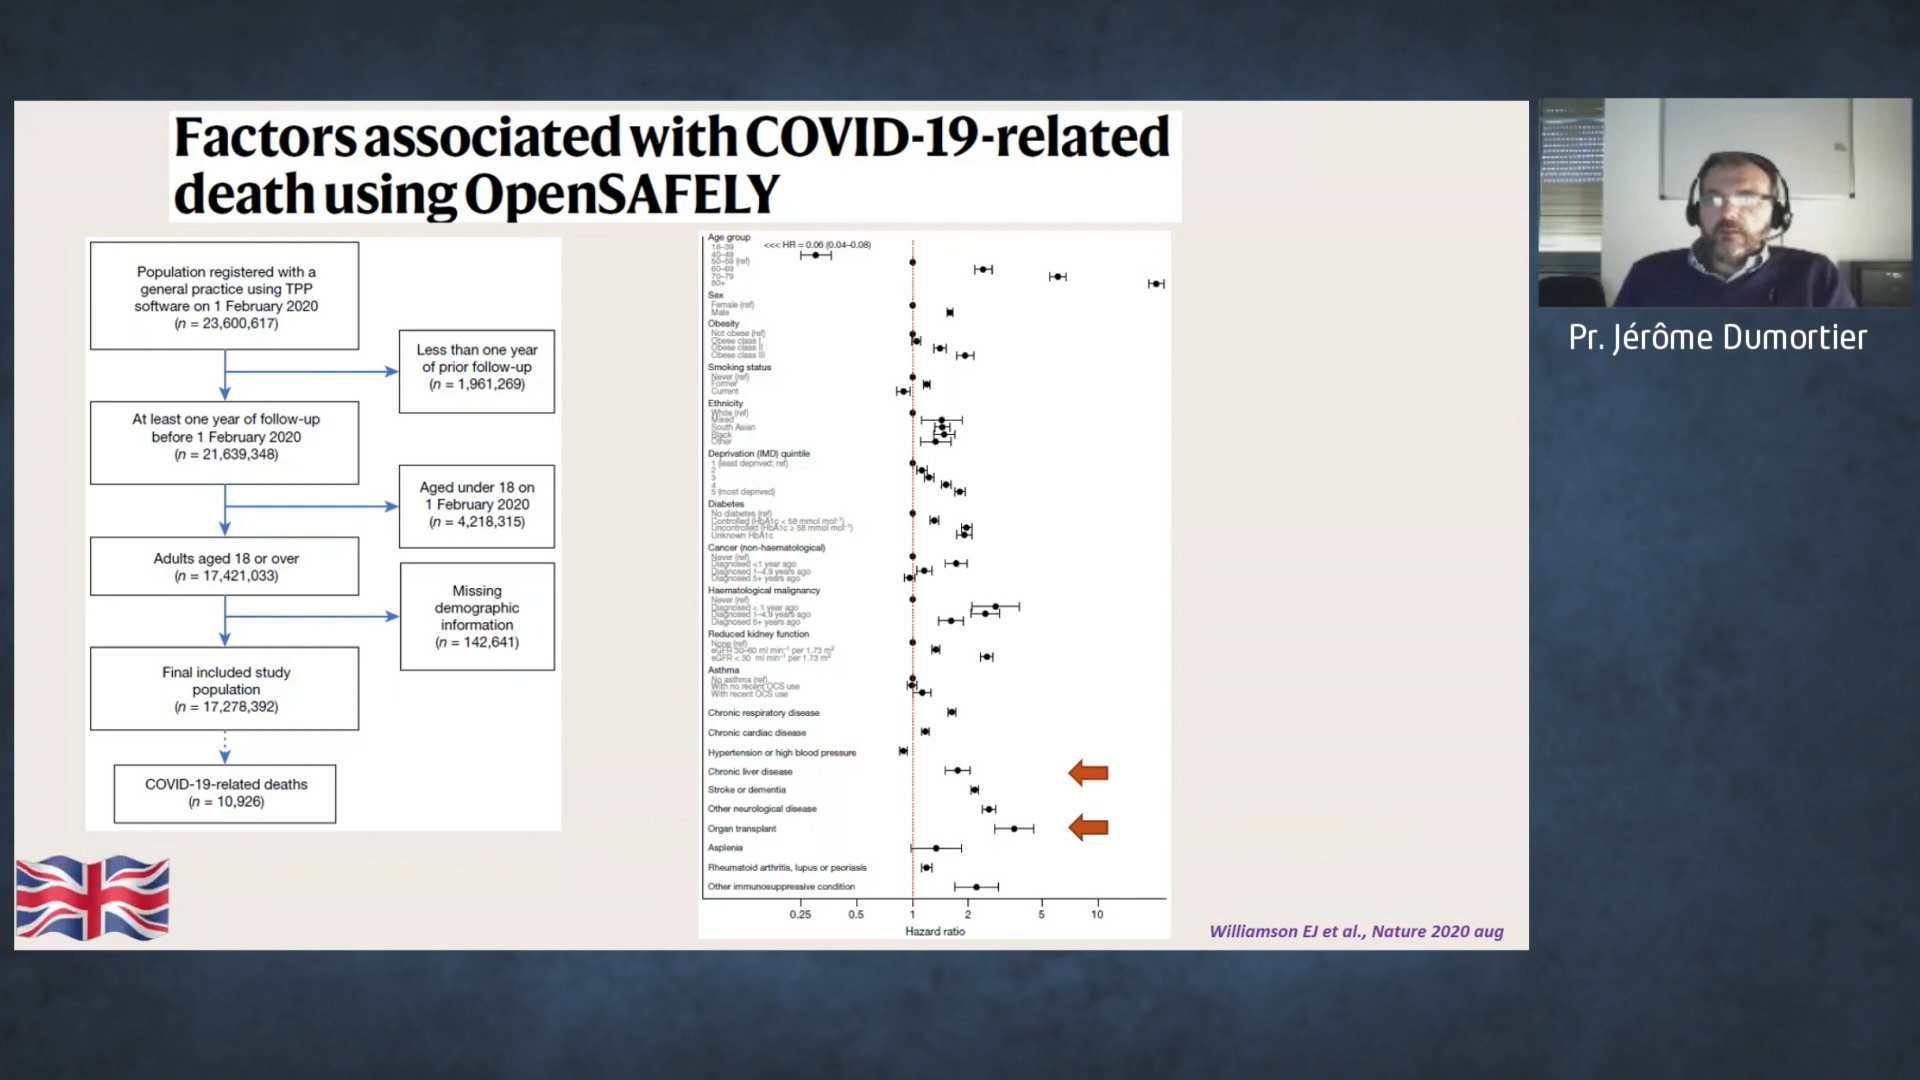 Factors associated with COVID-19-related
death using OpenSAFELY
Population registered with a
general practice using TPP
software on 1 February 2020
(n = 23,600,617)
Less than one year
of prior follow-up
(n = 1,961,269)
At least one year of follow-up
before 1 February 2020
(n = 21,639,348)
Aged under 18 on
1 February 2020
(n = 4,218,315)
Adults aged 18 or over
(n = 17,421,033)
Missing
demographic
information
(n = 142,641)
Final included study
population
(n = 17,278,392)
COVID-19-related deaths
(n = 10,926)
Age group
18–39 <<< HR = 0.06 (0.04–0.08)
40–49
50–59 (ref)
60–69
70–79
80+
Sex
Female (ref)
Male
Obesity
Not obese (ref)
Obese class I
Obese class II
Obese class III
Smoking status
Never (ref)
Former
Current
Ethnicity
White (ref)
Mixed
South Asian
Black
Other
Deprivation (IMD) quintile
1 (least deprived; ref)
2
3
4
5 (most deprived)
Diabetes
No diabetes (ref)
Controlled (HbA1c < 58 mmol mol⁻¹)
Uncontrolled (HbA1c ≥ 58 mmol mol⁻¹)
Unknown HbA1c
Cancer (non-haematological)
Never (ref)
Diagnosed <1 year ago
Diagnosed 1–4.9 years ago
Diagnosed 5+ years ago
Haematological malignancy
Never (ref)
Diagnosed < 1 year ago
Diagnosed 1–4.9 years ago
Diagnosed 5+ years ago
Reduced kidney function
None (ref)
eGFR 30–60 ml min⁻¹ per 1.73 m²
eGFR < 30 ml min⁻¹ per 1.73 m²
Asthma
No asthma (ref)
With no recent OCS use
With recent OCS use
Chronic respiratory disease
Chronic cardiac disease
Hypertension or high blood pressure
Chronic liver disease
Stroke or dementia
Other neurological disease
Organ transplant
Asplenia
Rheumatoid arthritis, lupus or psoriasis
Other immunosuppressive condition
0.25 0.5 1 2 5 10
Hazard ratio
Williamson EJ et al., Nature 2020 aug
Pr. Jérôme Dumortier